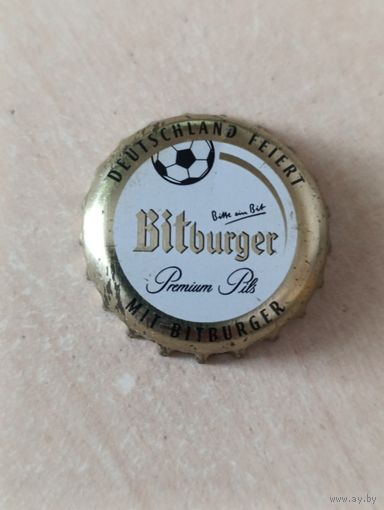 DEUTSCHLAND FEIERT
Bitte ein Bit
Bitburger
Premium Pils
MIT BITBURGER
www.ay.by